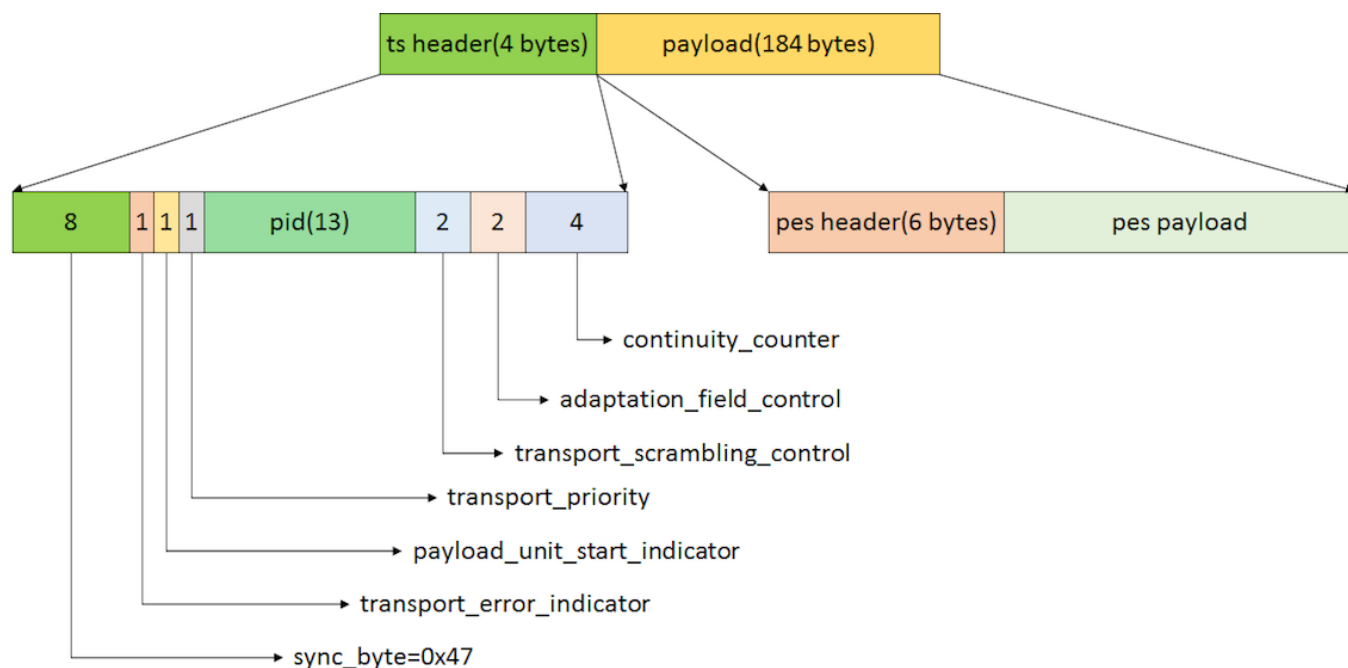 ts header(4 bytes)
payload(184 bytes)
8
1
1
1
pid(13)
2
2
4
pes header(6 bytes)
pes payload
continuity_counter
adaptation_field_control
transport_scrambling_control
transport_priority
payload_unit_start_indicator
transport_error_indicator
sync_byte=0x47